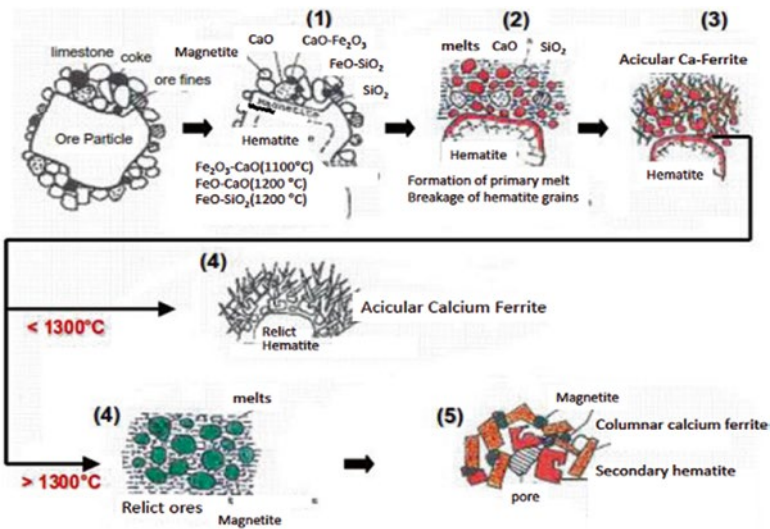 limestone
coke
ore fines
Ore Particle
(1)
CaO
CaO-Fe₂O₃
Magnetite
FeO-SiO₂
SiO₂
MAGNETITE
Hematite
Fe₂O₃-CaO(1100°C)
FeO-CaO(1200 °C)
FeO-SiO₂(1200 °C)
(2)
melts CaO SiO₂
Hematite
Formation of primary melt
Breakage of hematite grains
(3)
Acicular Ca-Ferrite
Hematite
< 1300°C
(4)
Relict
Hematite
Acicular Calcium Ferrite
> 1300°C
(4)
melts
Relict ores
Magnetite
(5)
Magnetite
Columnar calcium ferrite
Secondary hematite
pore